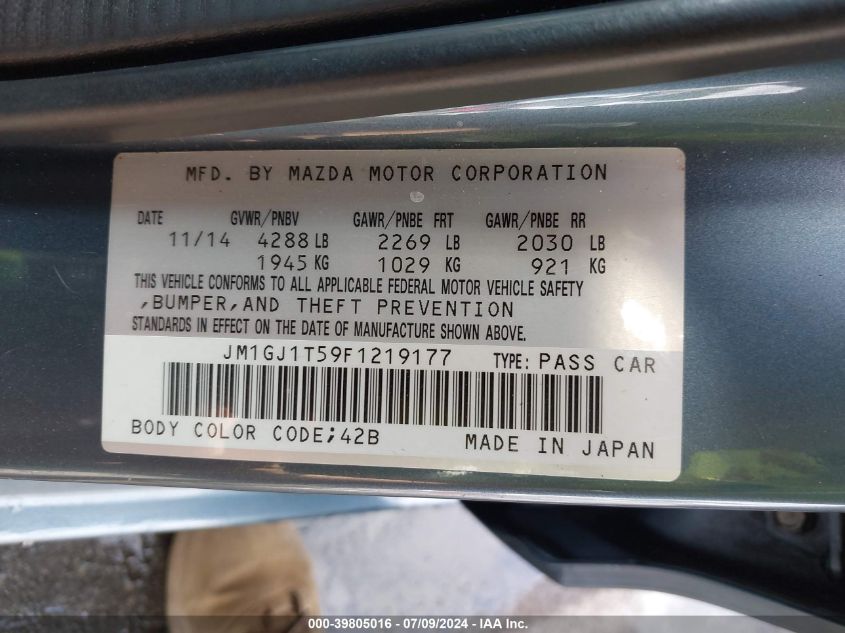 MFD. BY MAZDA MOTOR CORPORATION
DATE GVWR/PNBV GAWR/PNBE FRT GAWR/PNBE RR
11/14 4288 LB 2269 LB 2030 LB
1945 KG 1029 KG 921 KG
THIS VEHICLE CONFORMS TO ALL APPLICABLE FEDERAL MOTOR VEHICLE SAFETY
,BUMPER,AND THEFT PREVENTION
STANDARDS IN EFFECT ON THE DATE OF MANUFACTURE SHOWN ABOVE.
JM1GJ1T59F1219177 TYPE: PASS CAR
BODY COLOR CODE;42B MADE IN JAPAN
000-39805016 - 07/09/2024 - IAA Inc.